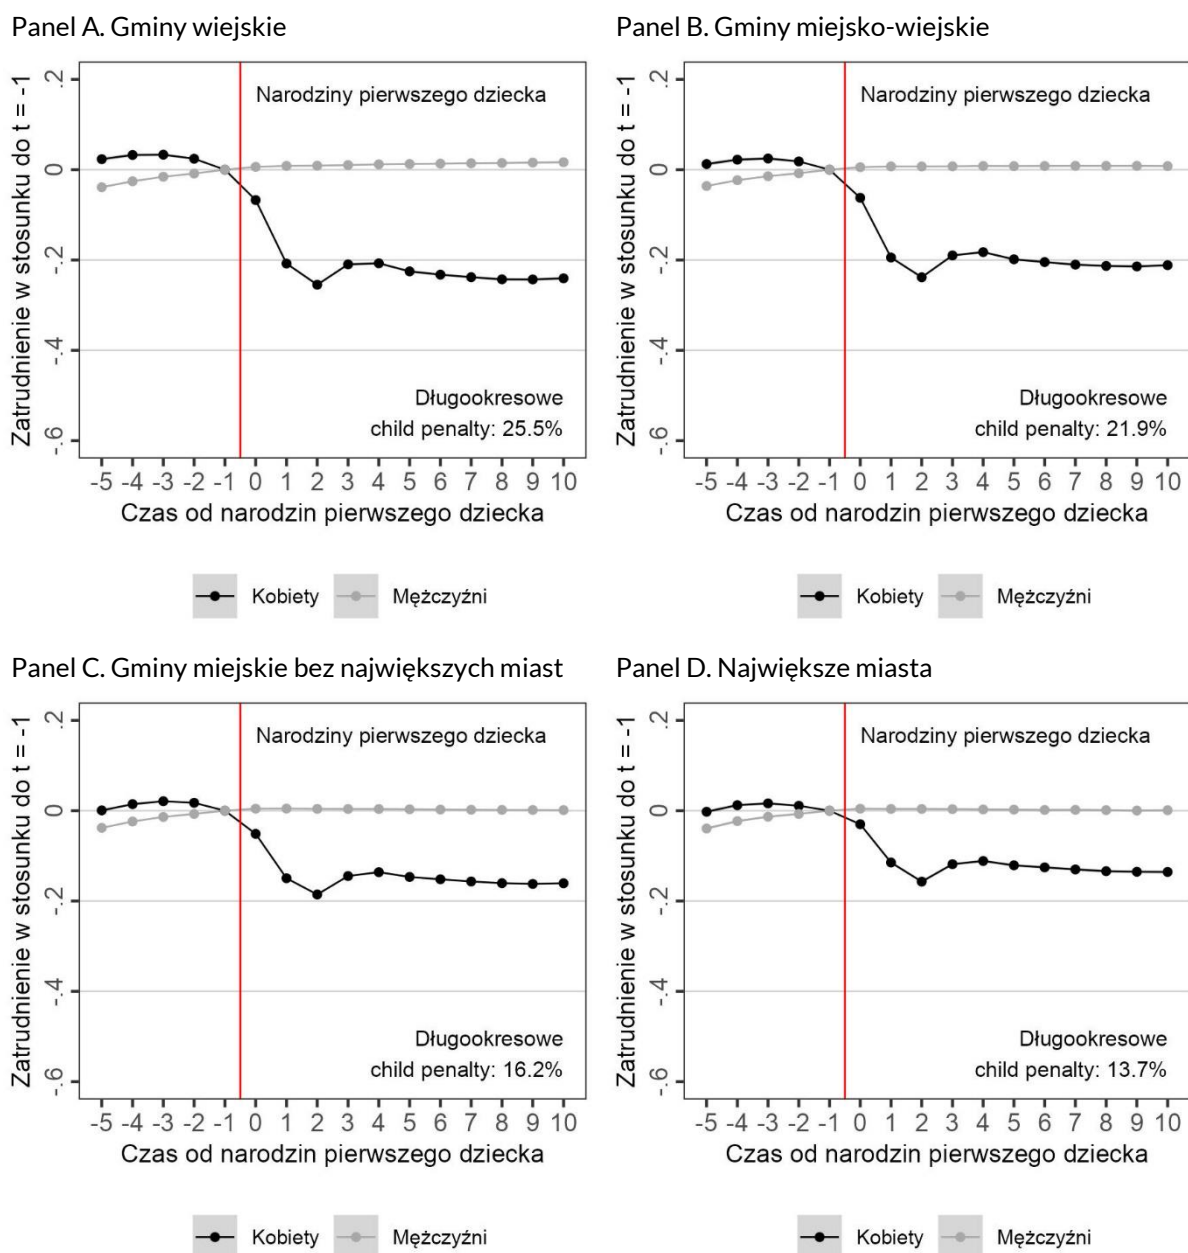 Panel A. Gminy wiejskie
Zatrudnienie w stosunku do t = -1
.2
0
-.2
-.4
-.6
Narodziny pierwszego dziecka
Długookresowe
child penalty: 25.5%
-5 -4 -3 -2 -1 0 1 2 3 4 5 6 7 8 9 10
Czas od narodzin pierwszego dziecka
Kobiety Mężczyźni
Panel B. Gminy miejsko-wiejskie
Zatrudnienie w stosunku do t = -1
.2
0
-.2
-.4
-.6
Narodziny pierwszego dziecka
Długookresowe
child penalty: 21.9%
-5 -4 -3 -2 -1 0 1 2 3 4 5 6 7 8 9 10
Czas od narodzin pierwszego dziecka
Kobiety Mężczyźni
Panel C. Gminy miejskie bez największych miast
Zatrudnienie w stosunku do t = -1
.2
0
-.2
-.4
-.6
Narodziny pierwszego dziecka
Długookresowe
child penalty: 16.2%
-5 -4 -3 -2 -1 0 1 2 3 4 5 6 7 8 9 10
Czas od narodzin pierwszego dziecka
Kobiety Mężczyźni
Panel D. Największe miasta
Zatrudnienie w stosunku do t = -1
.2
0
-.2
-.4
-.6
Narodziny pierwszego dziecka
Długookresowe
child penalty: 13.7%
-5 -4 -3 -2 -1 0 1 2 3 4 5 6 7 8 9 10
Czas od narodzin pierwszego dziecka
Kobiety Mężczyźni